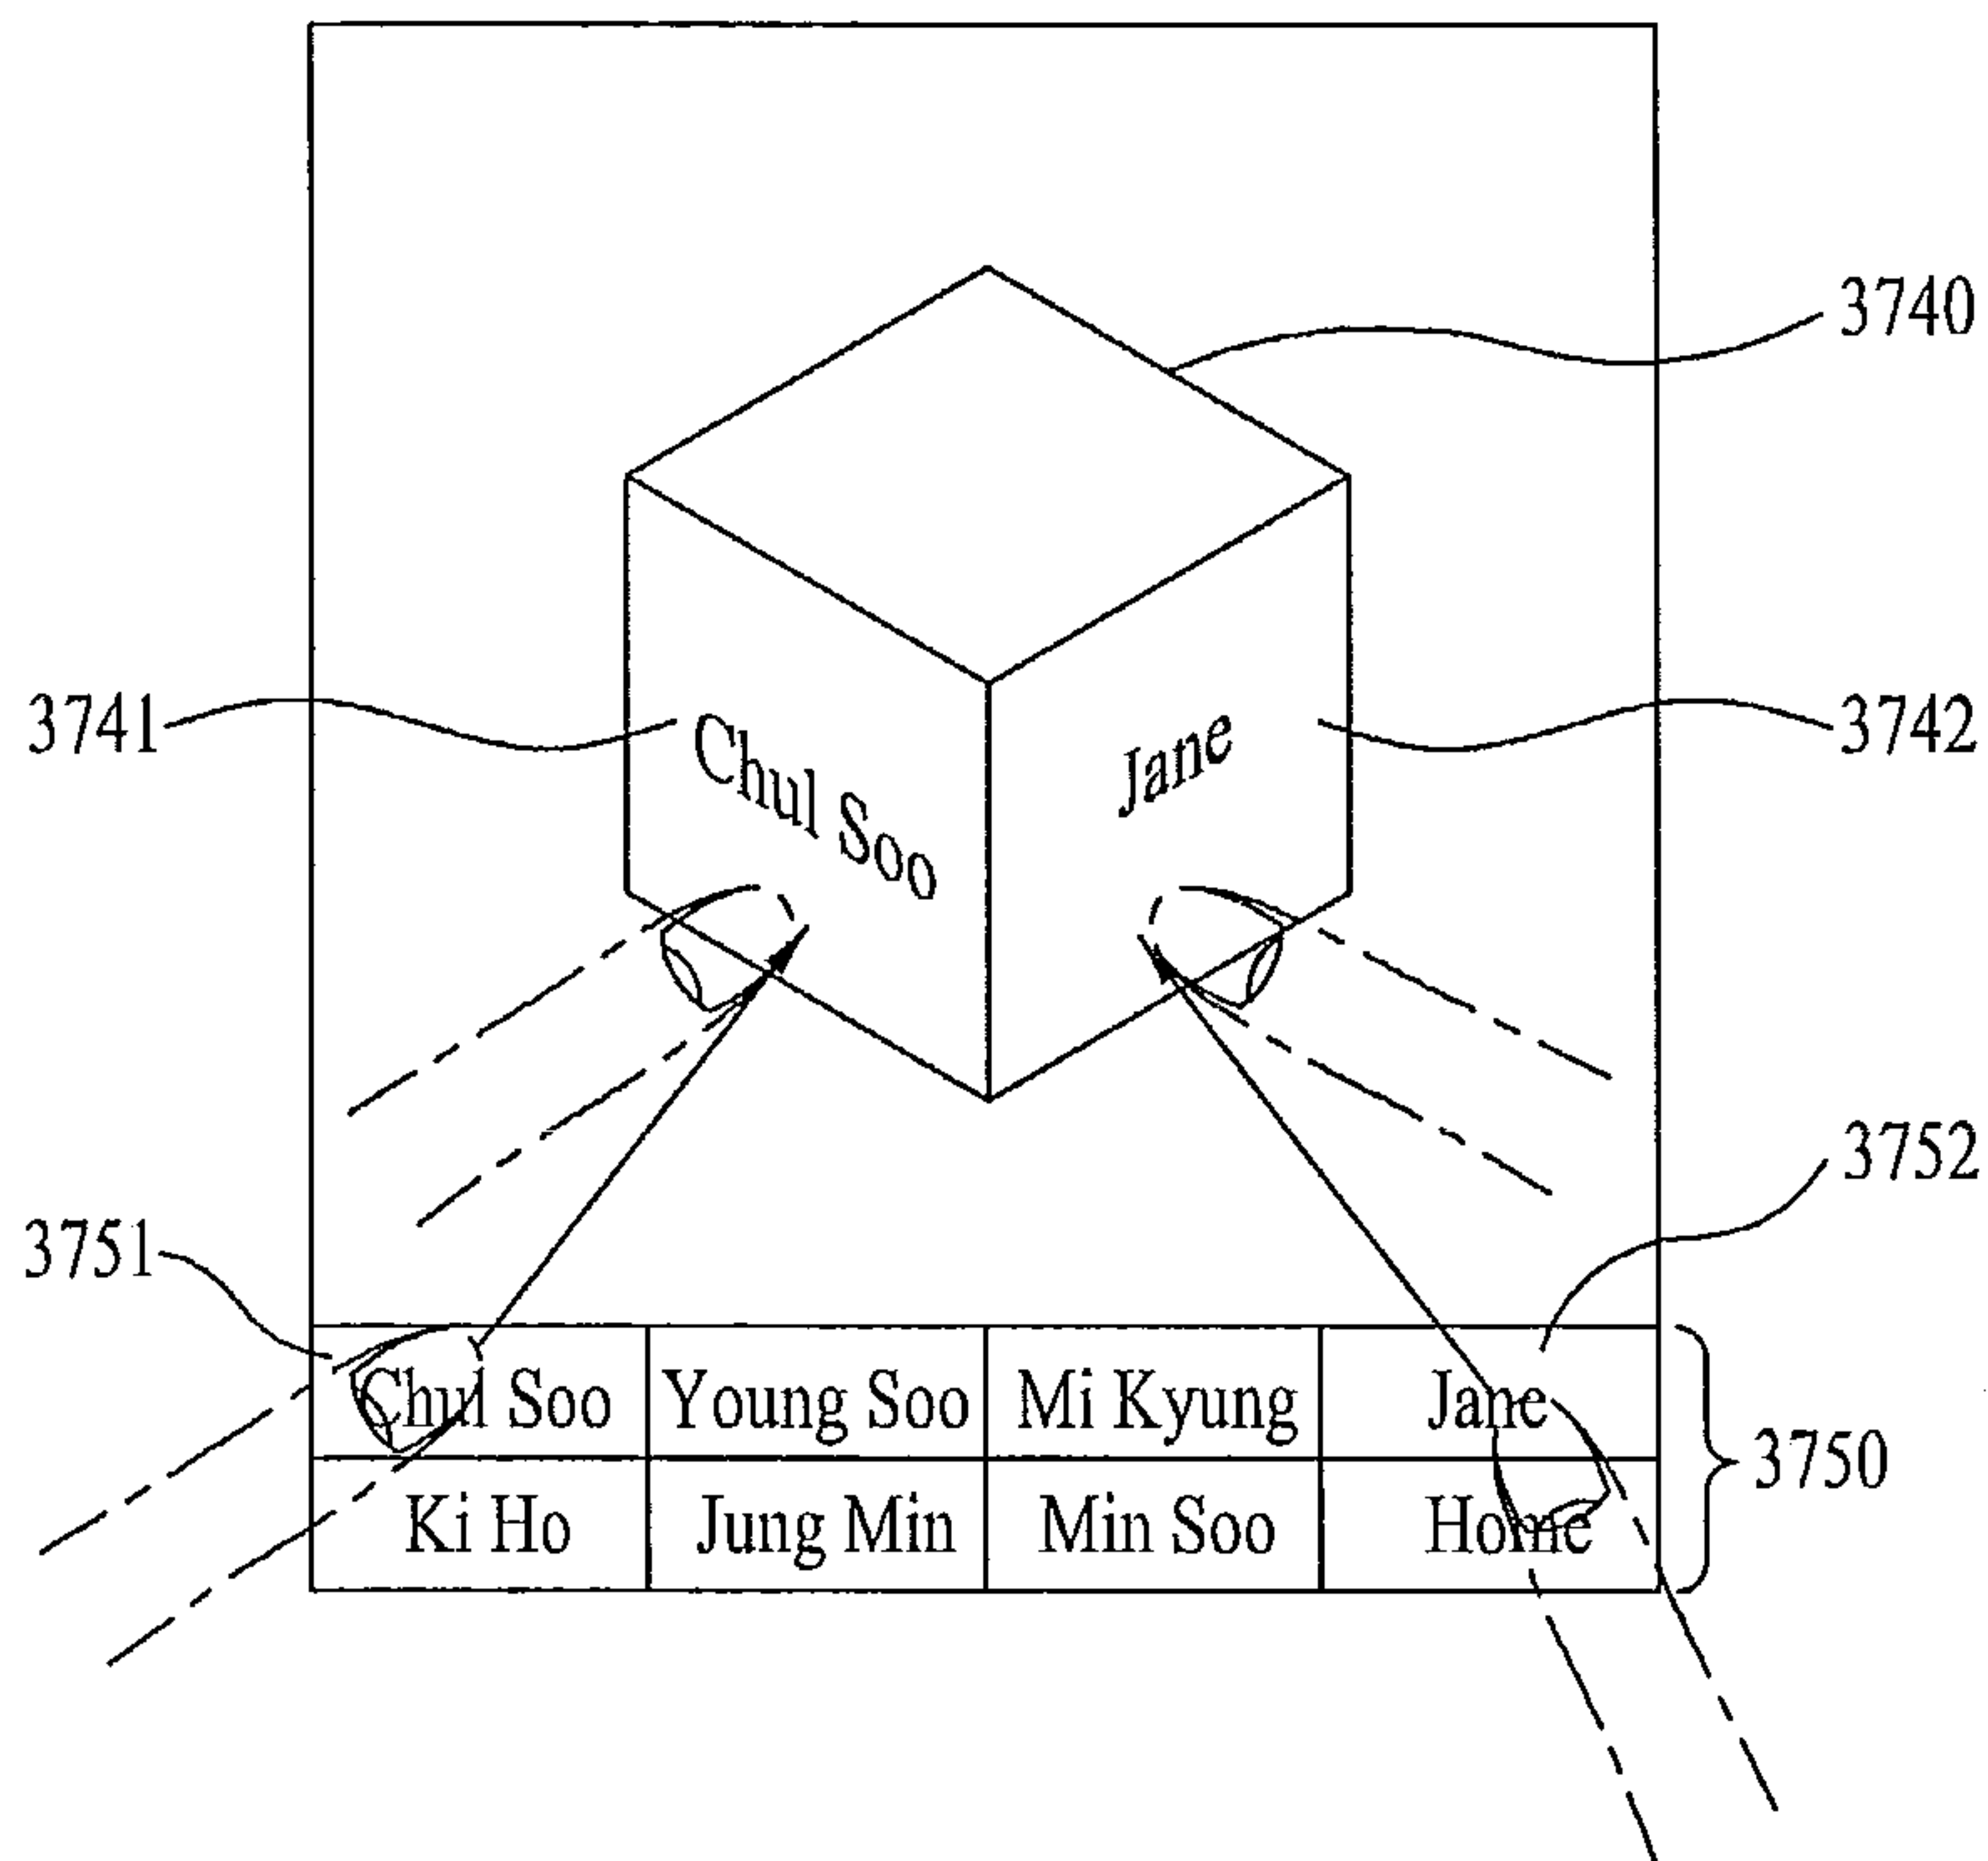 3740
3741
Chul Soo
Jane
3742
3752
3751
Chul Soo Young Soo Mi Kyung Jane
3750
Ki Ho Jung Min Min Soo Home